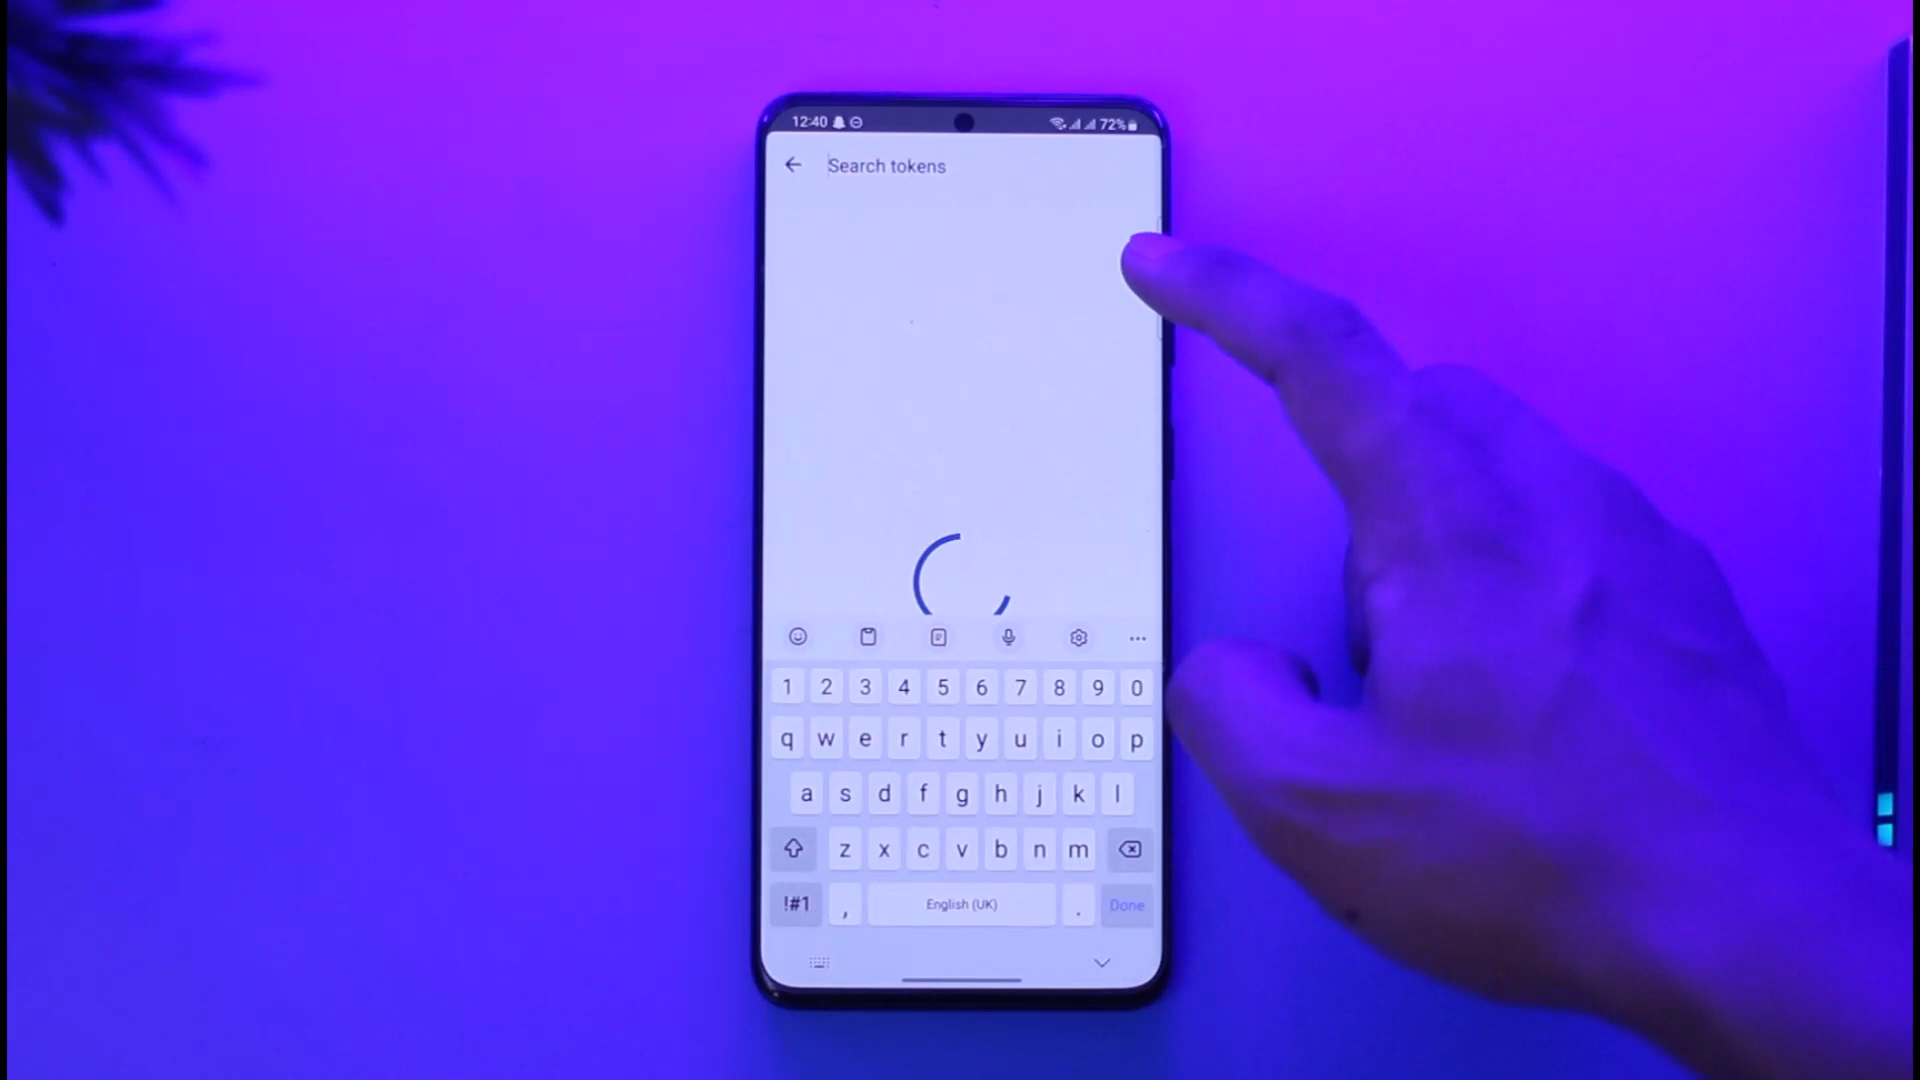 12:40 72%
Search tokens
1 2 3 4 5 6 7 8 9 0
q w e r t y u i o p
a s d f g h j k l
z x c v b n m
!#1 , English (UK) . Done